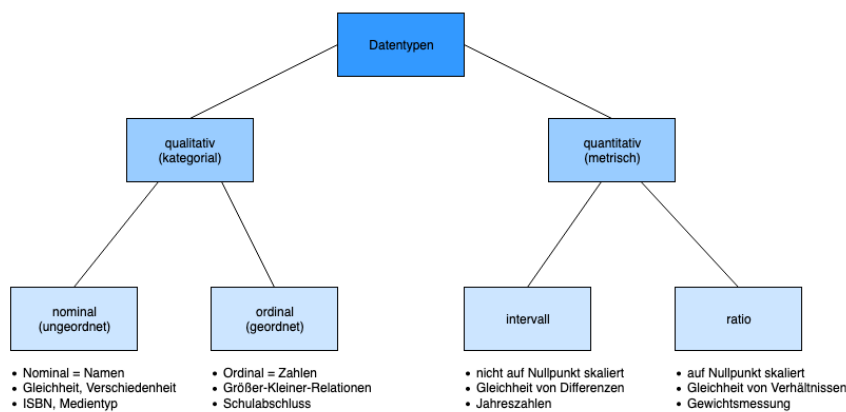 Datentypen
qualitativ
(kategorial)
quantitativ
(metrisch)
nominal
(ungeordnet)
ordinal
(geordnet)
intervall
ratio
• Nominal = Namen
• Gleichheit, Verschiedenheit
• ISBN, Medientyp
• Ordinal = Zahlen
• Größer-Kleiner-Relationen
• Schulabschluss
• nicht auf Nullpunkt skaliert
• Gleichheit von Differenzen
• Jahreszahlen
• auf Nullpunkt skaliert
• Gleichheit von Verhältnissen
• Gewichtsmessung